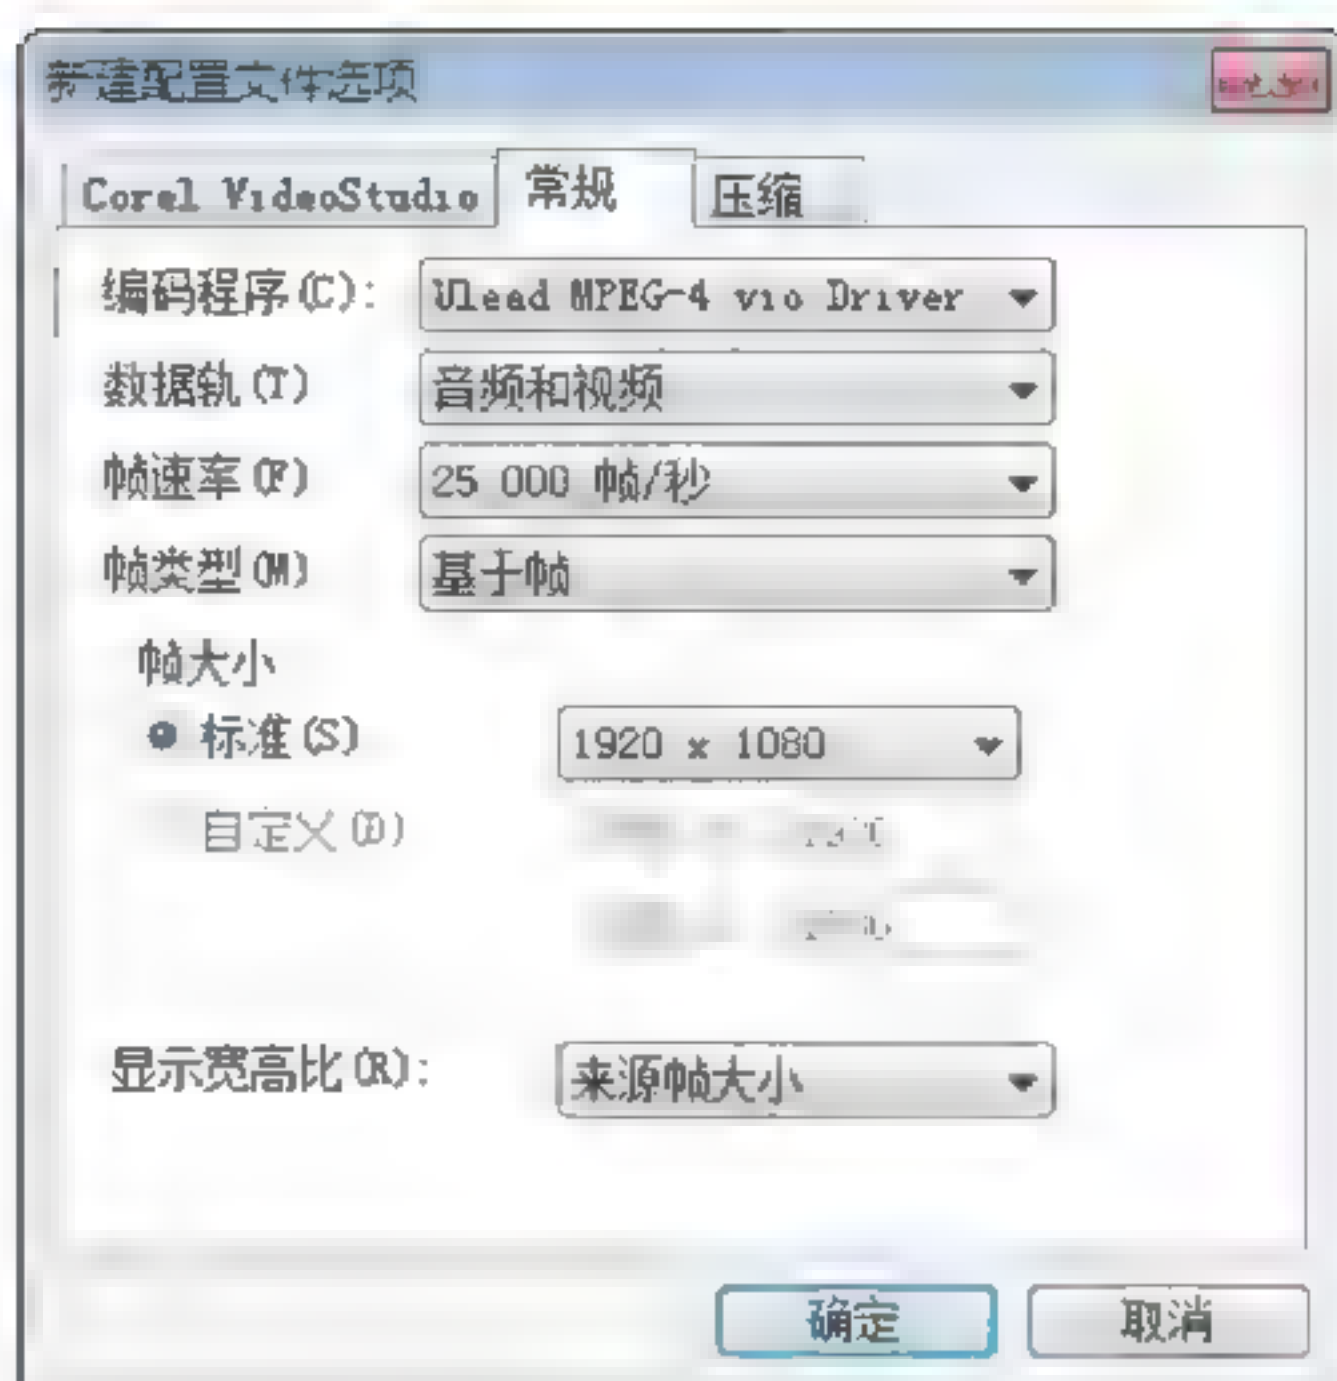 新建配置文件选项
Corel VideoStudio 常规 压缩
编码程序(C): Ulead MPEG-4 vio Driver
数据轨(T) 音频和视频
帧速率(F) 25 000 帧/秒
帧类型(M) 基于帧
帧大小
标准(S) 1920 x 1080
自定义(D)
显示宽高比(R): 来源帧大小
确定 取消